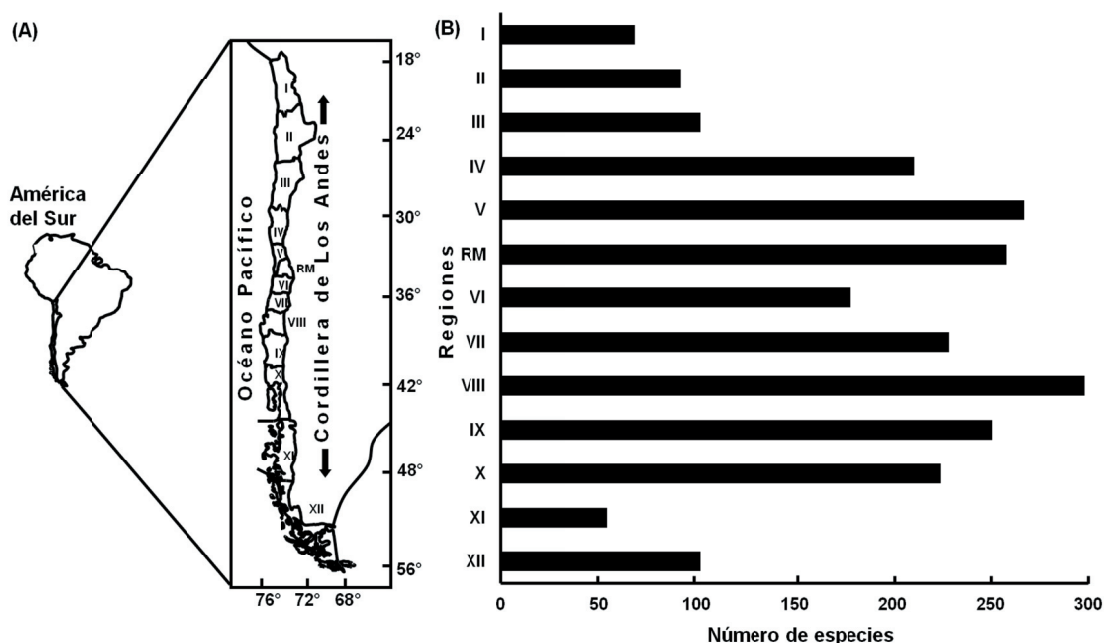 (A)
América
del Sur
Océano Pacífico
Cordillera de Los Andes
I
II
III
IV
V
RM
VI
VII
VIII
IX
X
XI
XII
18°
24°
30°
36°
42°
48°
56°
76° 72° 68°
(B)
Regiones
I
II
III
IV
V
RM
VI
VII
VIII
IX
X
XI
XII
0 50 100 150 200 250 300
Número de especies